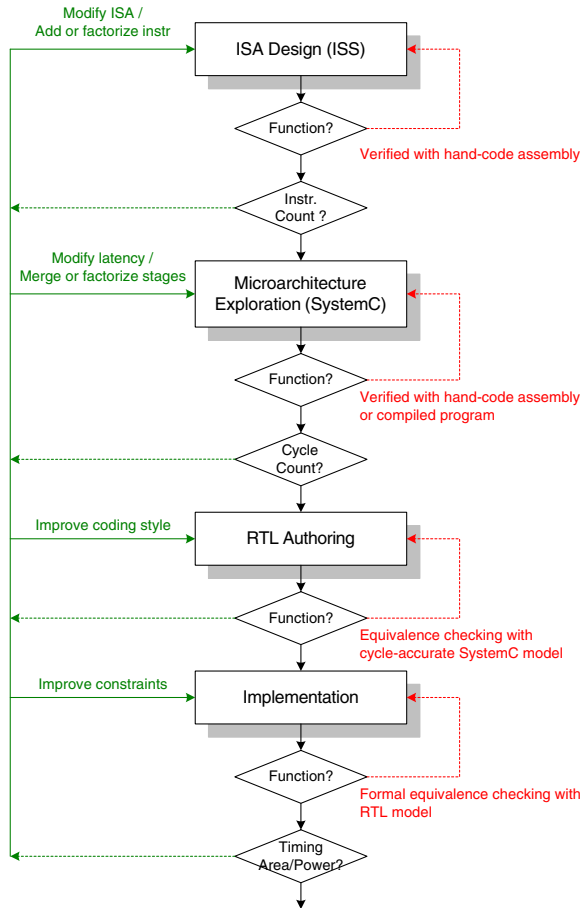 Modify ISA /
Add or factorize instr
ISA Design (ISS)
Function?
Verified with hand-code assembly
Instr.
Count ?
Modify latency /
Merge or factorize stages
Microarchitecture
Exploration (SystemC)
Function?
Verified with hand-code assembly
or compiled program
Cycle
Count?
Improve coding style
RTL Authoring
Function?
Equivalence checking with
cycle-accurate SystemC model
Improve constraints
Implementation
Function?
Formal equivalence checking with
RTL model
Timing
Area/Power?